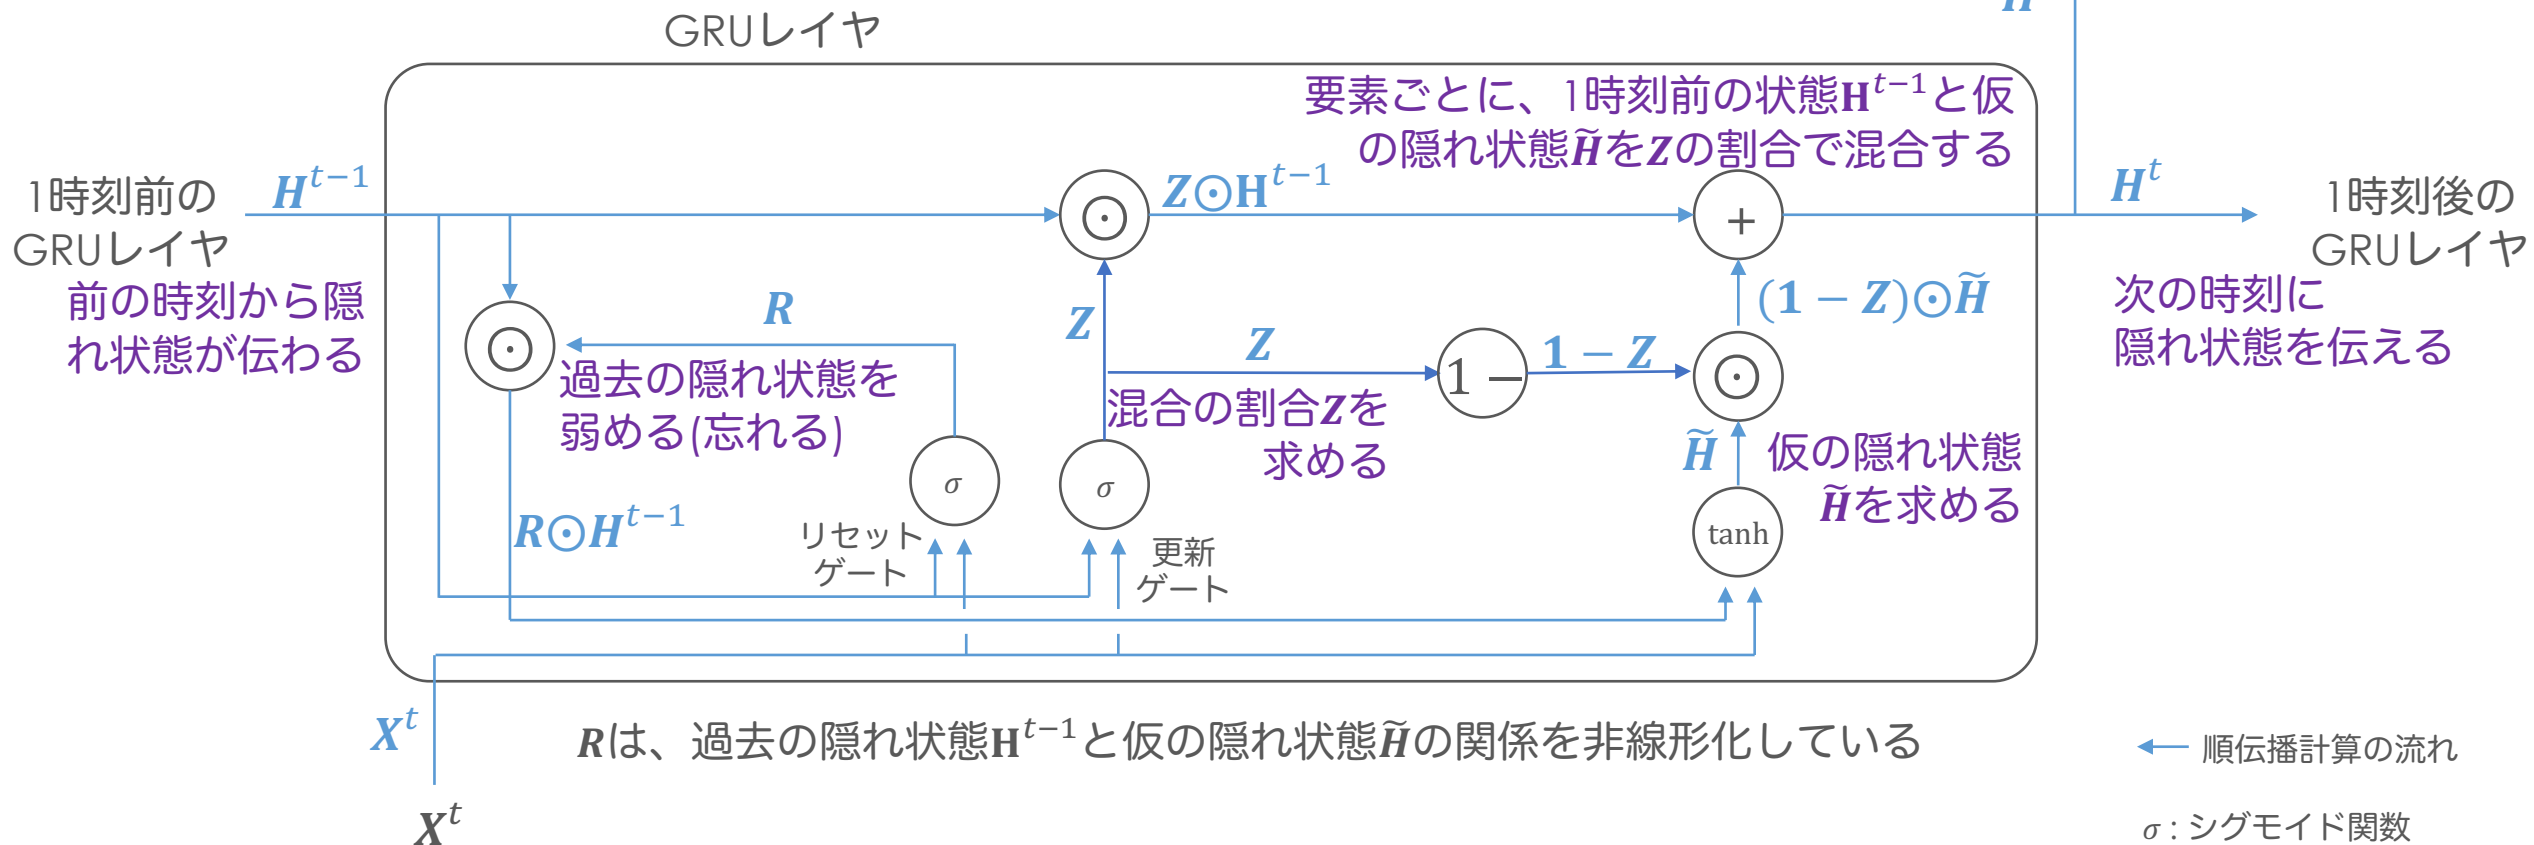 GRUレイヤ
H
要素ごとに、1時刻前の状態H^{t−1}と仮
の隠れ状態H̃をZの割合で混合する
1時刻前の
GRUレイヤ
H^{t−1}
Z⊙H^{t−1}
H^t
1時刻後の
GRUレイヤ
⊙
+
前の時刻から隠
れ状態が伝わる
R
Z
Z
1 − Z
(1 − Z)⊙H̃
次の時刻に
隠れ状態を伝える
⊙
1 −
⊙
過去の隠れ状態を
弱める(忘れる)
混合の割合Zを
求める
H̃
仮の隠れ状態
H̃を求める
σ
σ
tanh
R⊙H^{t−1}
リセット
ゲート
更新
ゲート
X^t
Rは、過去の隠れ状態H^{t−1}と仮の隠れ状態H̃の関係を非線形化している
順伝播計算の流れ
X^t
σ : シグモイド関数